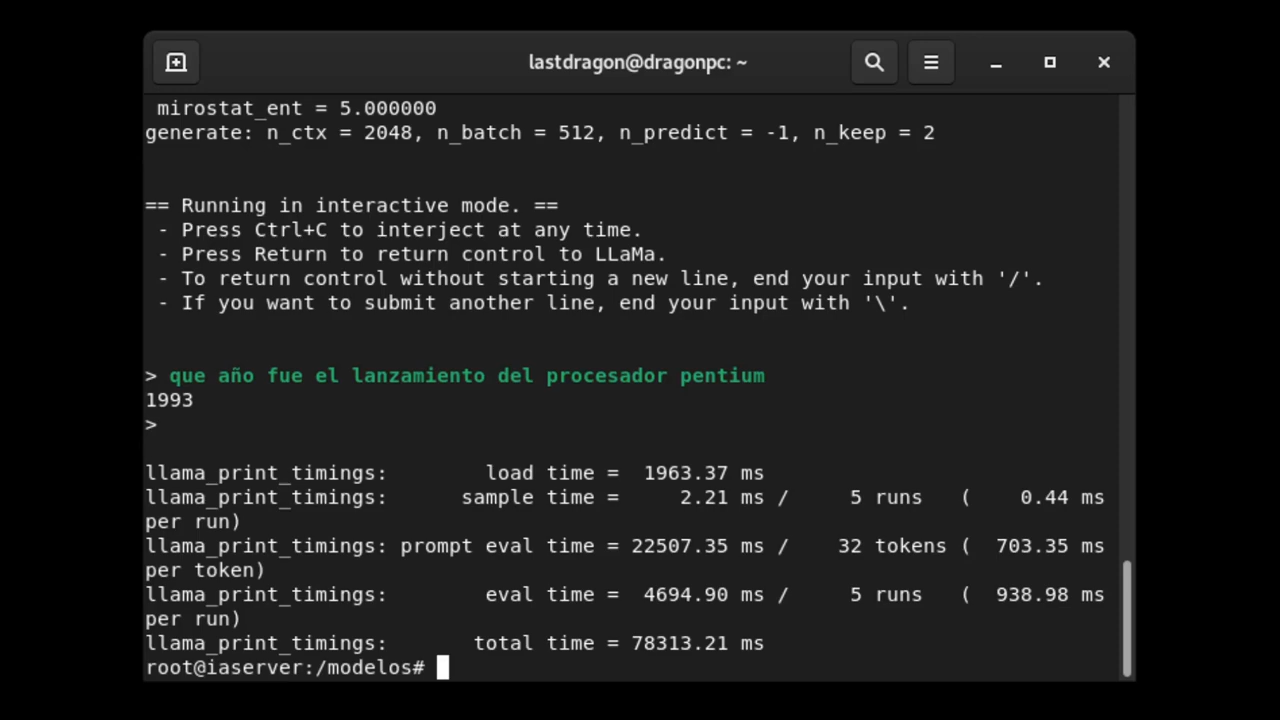 lastdragon@dragonpc: ~
mirostat_ent = 5.000000
generate: n_ctx = 2048, n_batch = 512, n_predict = -1, n_keep = 2
== Running in interactive mode. ==
- Press Ctrl+C to interject at any time.
- Press Return to return control to LLaMa.
- To return control without starting a new line, end your input with '/'.
- If you want to submit another line, end your input with '\'.
> que año fue el lanzamiento del procesador pentium
1993
>
llama_print_timings:        load time =  1963.37 ms
llama_print_timings:      sample time =     2.21 ms /     5 runs   (    0.44 ms
per run)
llama_print_timings: prompt eval time = 22507.35 ms /    32 tokens (  703.35 ms
per token)
llama_print_timings:        eval time =  4694.90 ms /     5 runs   (  938.98 ms
per run)
llama_print_timings:       total time = 78313.21 ms
root@iaserver:/modelos#